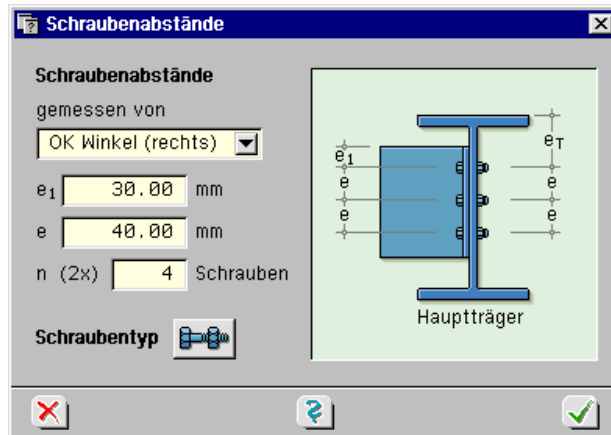 Schraubenabstände
Schraubenabstände
gemessen von
OK Winkel (rechts)
e1 30.00 mm
e 40.00 mm
n (2x) 4 Schrauben
Schraubentyp
e1
e
e
eT
e
e
Hauptträger